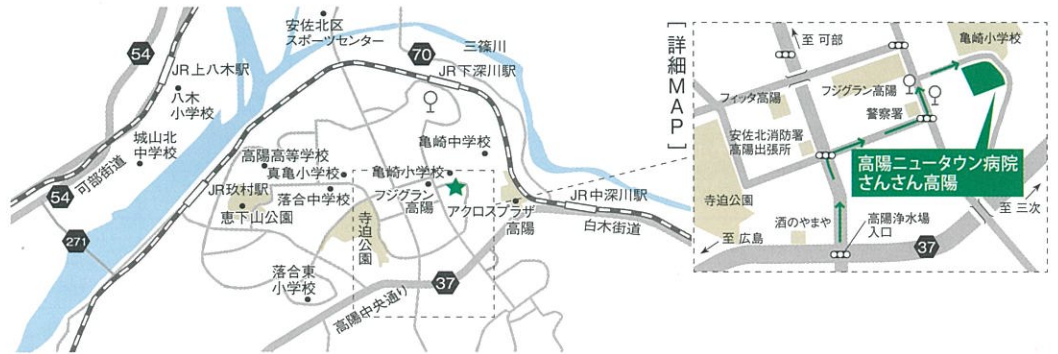 安佐北区
スポーツセンター
54
70
三篠川
JR上八木駅
JR下深川駅
八木
小学校
城山北
中学校
亀崎中学校
高陽高等学校
真亀小学校
亀崎小学校
54
可部街道
JR玖村駅
落合中学校
フジグラン
高陽
アクロスプラザ
高陽
JR中深川駅
恵下山公園
寺迫公園
白木街道
271
落合東
小学校
37
高陽中央通り
[詳細MAP]
至 可部
亀崎小学校
フィッタ高陽
フジグラン高陽
警察署
安佐北消防署
高陽出張所
高陽ニュータウン病院
さんさん高陽
寺迫公園
至 三次
酒のやまや
高陽浄水場
入口
至 広島
37